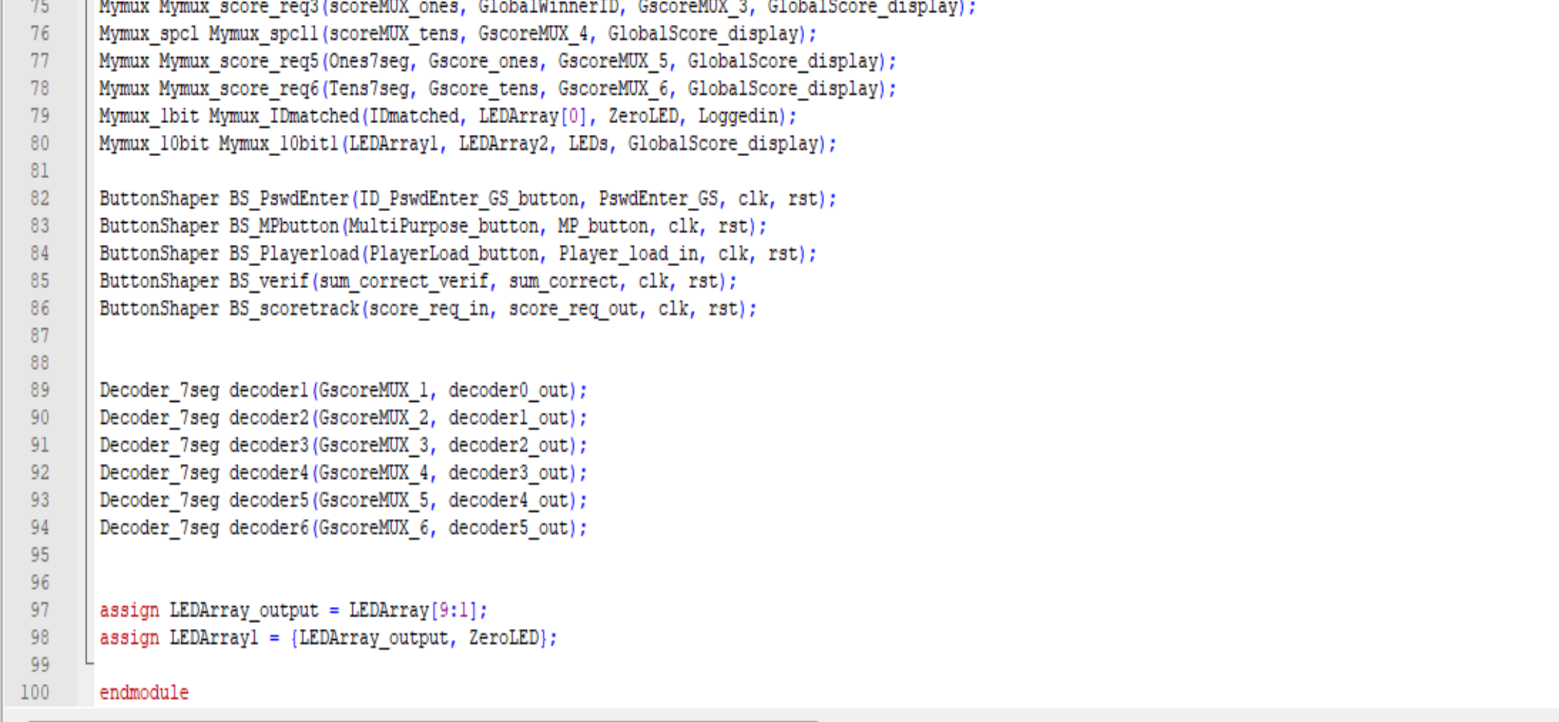 75 Mymux Mymux_score_req3(scoreMUX_ones, GlobalWinnerID, GscoreMUX_3, GlobalScore_display);
76 Mymux_spcl Mymux_spcl1(scoreMUX_tens, GscoreMUX_4, GlobalScore_display);
77 Mymux Mymux_score_req5(Ones7seg, Gscore_ones, GscoreMUX_5, GlobalScore_display);
78 Mymux Mymux_score_req6(Tens7seg, Gscore_tens, GscoreMUX_6, GlobalScore_display);
79 Mymux_1bit Mymux_IDmatched(IDmatched, LEDArray[0], ZeroLED, Loggedin);
80 Mymux_10bit Mymux_10bit1(LEDArray1, LEDArray2, LEDs, GlobalScore_display);
81
82 ButtonShaper BS_PswdEnter(ID_PswdEnter_GS_button, PswdEnter_GS, clk, rst);
83 ButtonShaper BS_MPbutton(MultiPurpose_button, MP_button, clk, rst);
84 ButtonShaper BS_Playerload(PlayerLoad_button, Player_load_in, clk, rst);
85 ButtonShaper BS_verif(sum_correct_verif, sum_correct, clk, rst);
86 ButtonShaper BS_scoretrack(score_req_in, score_req_out, clk, rst);
87
88
89 Decoder_7seg decoder1(GscoreMUX_1, decoder0_out);
90 Decoder_7seg decoder2(GscoreMUX_2, decoder1_out);
91 Decoder_7seg decoder3(GscoreMUX_3, decoder2_out);
92 Decoder_7seg decoder4(GscoreMUX_4, decoder3_out);
93 Decoder_7seg decoder5(GscoreMUX_5, decoder4_out);
94 Decoder_7seg decoder6(GscoreMUX_6, decoder5_out);
95
96
97 assign LEDArray_output = LEDArray[9:1];
98 assign LEDArray1 = {LEDArray_output, ZeroLED};
99
100 endmodule